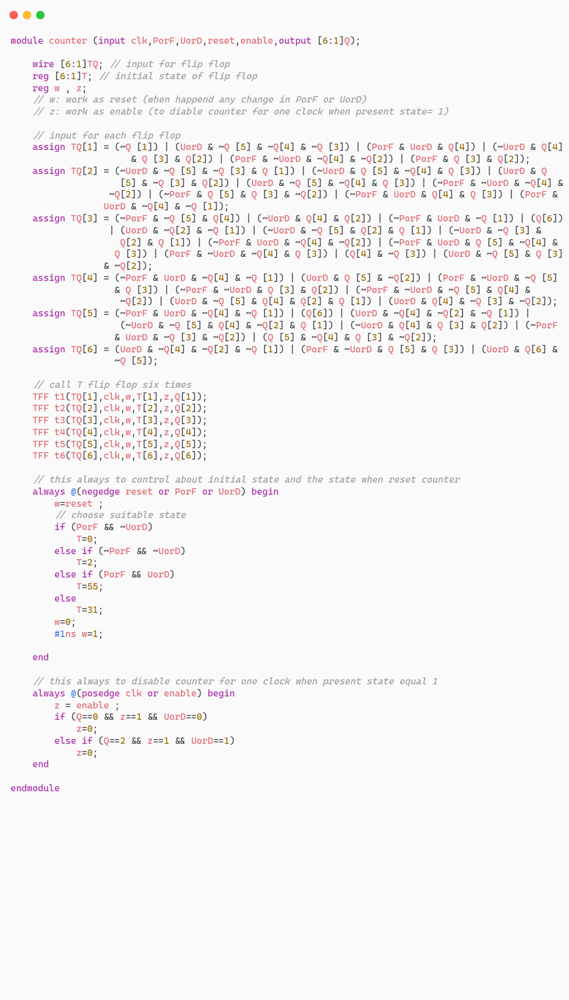 module counter (input clk,PorF,UorD,reset,enable,output [6:1]Q);
wire [6:1]TQ; // input for flip flop
reg [6:1]T; // initial state of flip flop
reg w , z;
// w: work as reset (when happend any change in PorF or UorD)
// z: work as enable (to diable counter for one clock when present state= 1)
// input for each flip flop
assign TQ[1] = (~Q [1]) | (UorD & ~Q [5] & ~Q[4] & ~Q [3]) | (PorF & UorD & Q[4]) | (~UorD & Q[4]
& Q [3] & Q[2]) | (PorF & ~UorD & ~Q[4] & ~Q[2]) | (PorF & Q [3] & Q[2]);
assign TQ[2] = (~UorD & ~Q [5] & ~Q [3] & Q [1]) | (~UorD & Q [5] & ~Q[4] & Q [3]) | (UorD & Q
[5] & ~Q [3] & Q[2]) | (UorD & ~Q [5] & ~Q[4] & Q [3]) | (~PorF & ~UorD & ~Q[4] &
~Q[2]) | (~PorF & Q [5] & Q [3] & ~Q[2]) | (~PorF & UorD & Q[4] & Q [3]) | (PorF &
UorD & ~Q[4] & ~Q [1]);
assign TQ[3] = (~PorF & ~Q [5] & Q[4]) | (~UorD & Q[4] & Q[2]) | (~PorF & UorD & ~Q [1]) | (Q[6])
| (UorD & ~Q[2] & ~Q [1]) | (~UorD & ~Q [5] & Q[2] & Q [1]) | (~UorD & ~Q [3] &
Q[2] & Q [1]) | (~PorF & UorD & ~Q[4] & ~Q[2]) | (~PorF & UorD & Q [5] & ~Q[4] &
Q [3]) | (PorF & ~UorD & ~Q[4] & Q [3]) | (Q[4] & ~Q [3]) | (UorD & ~Q [5] & Q [3]
& ~Q[2]);
assign TQ[4] = (~PorF & UorD & ~Q[4] & ~Q [1]) | (UorD & Q [5] & ~Q[2]) | (PorF & ~UorD & ~Q [5]
& Q [3]) | (~PorF & ~UorD & Q [3] & Q[2]) | (~PorF & ~UorD & ~Q [5] & Q[4] &
~Q[2]) | (UorD & ~Q [5] & Q[4] & Q[2] & Q [1]) | (UorD & Q[4] & ~Q [3] & ~Q[2]);
assign TQ[5] = (~PorF & UorD & ~Q[4] & ~Q [1]) | (Q[6]) | (UorD & ~Q[4] & ~Q[2] & ~Q [1]) |
(~UorD & ~Q [5] & Q[4] & ~Q[2] & Q [1]) | (~UorD & Q[4] & Q [3] & Q[2]) | (~PorF
& UorD & ~Q [3] & ~Q[2]) | (Q [5] & ~Q[4] & Q [3] & ~Q[2]);
assign TQ[6] = (UorD & ~Q[4] & ~Q[2] & ~Q [1]) | (PorF & ~UorD & Q [5] & Q [3]) | (UorD & Q[6] &
~Q [5]);
// call T flip flop six times
TFF t1(TQ[1],clk,w,T[1],z,Q[1]);
TFF t2(TQ[2],clk,w,T[2],z,Q[2]);
TFF t3(TQ[3],clk,w,T[3],z,Q[3]);
TFF t4(TQ[4],clk,w,T[4],z,Q[4]);
TFF t5(TQ[5],clk,w,T[5],z,Q[5]);
TFF t6(TQ[6],clk,w,T[6],z,Q[6]);
// this always to control about initial state and the state when reset counter
always @(negedge reset or PorF or UorD) begin
w=reset ;
// choose suitable state
if (PorF && ~UorD)
T=0;
else if (~PorF && ~UorD)
T=2;
else if (PorF && UorD)
T=55;
else
T=31;
w=0;
#1ns w=1;
end
// this always to disable counter for one clock when present state equal 1
always @(posedge clk or enable) begin
z = enable ;
if (Q==0 && z==1 && UorD==0)
z=0;
else if (Q==2 && z==1 && UorD==1)
z=0;
end
endmodule